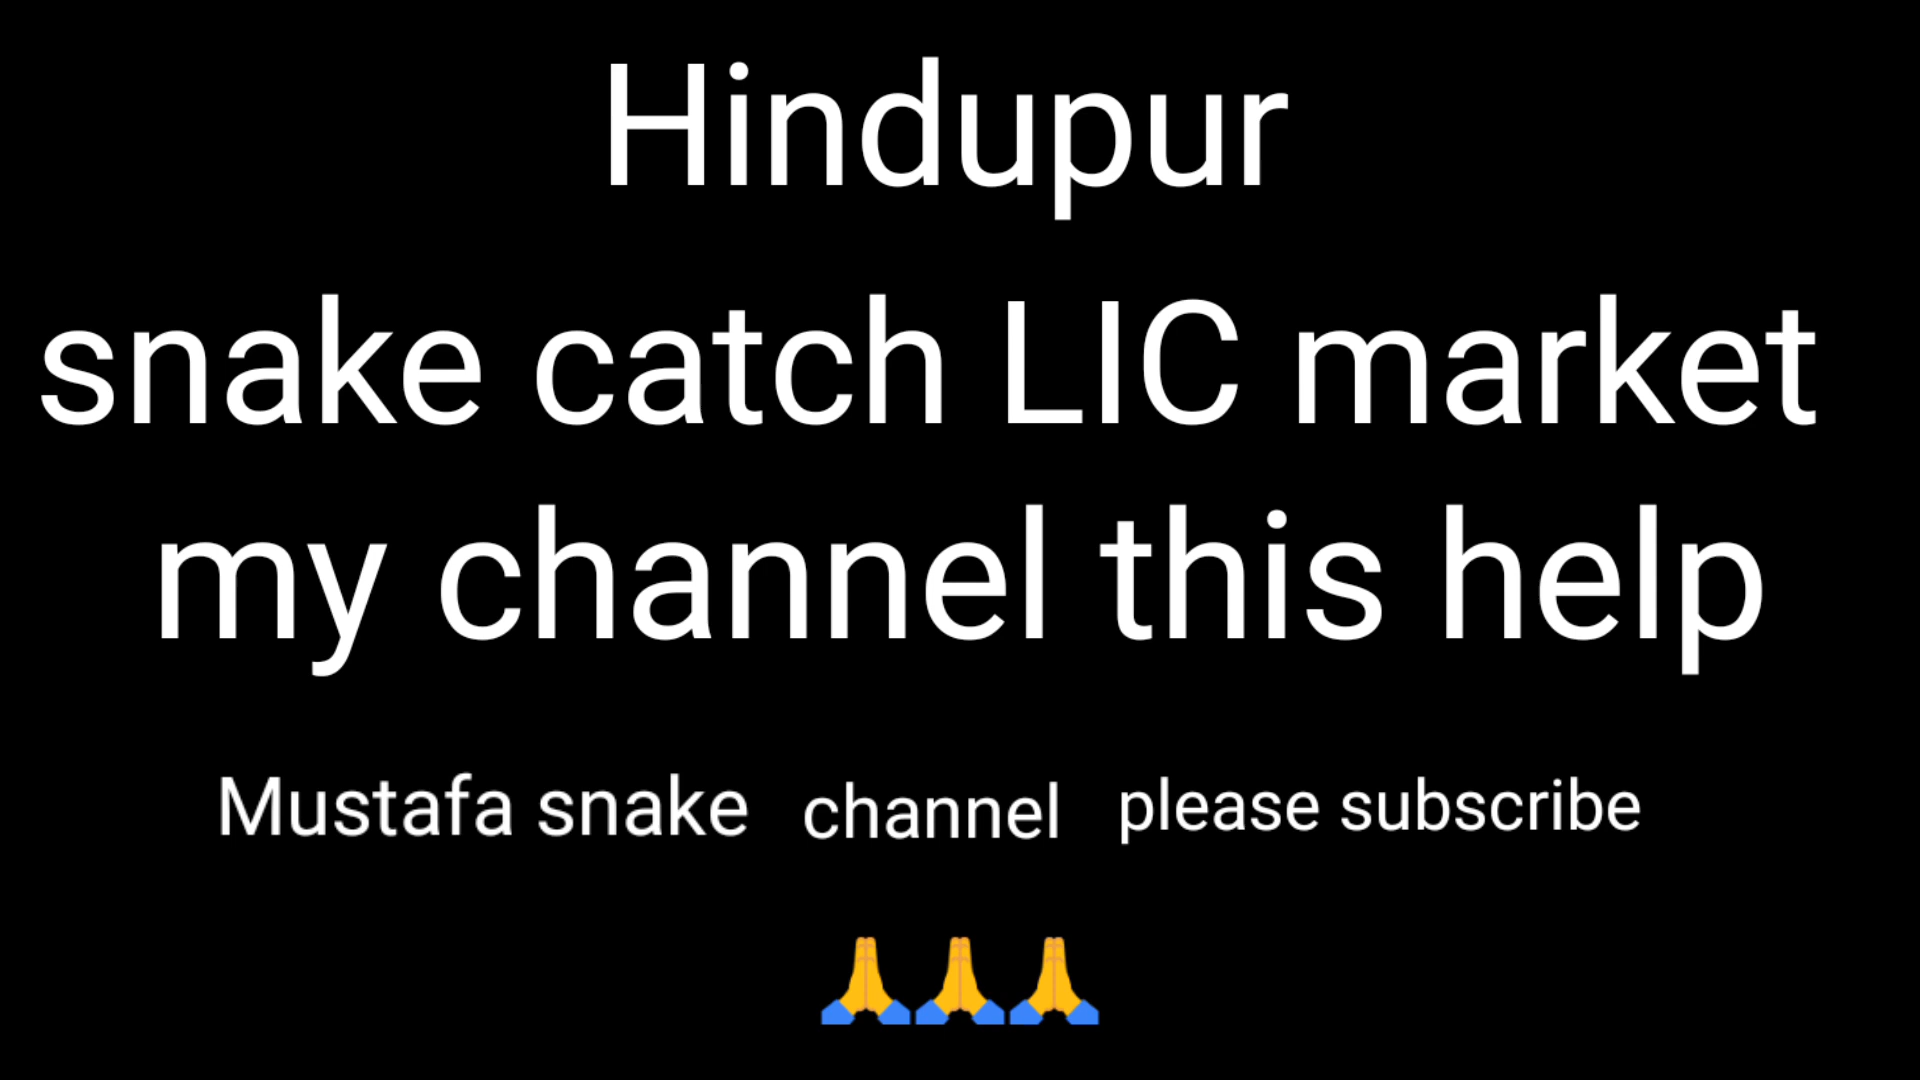 Hindupur
snake catch LIC market
my channel this help
Mustafa snake channel please subscribe
🙏🙏🙏